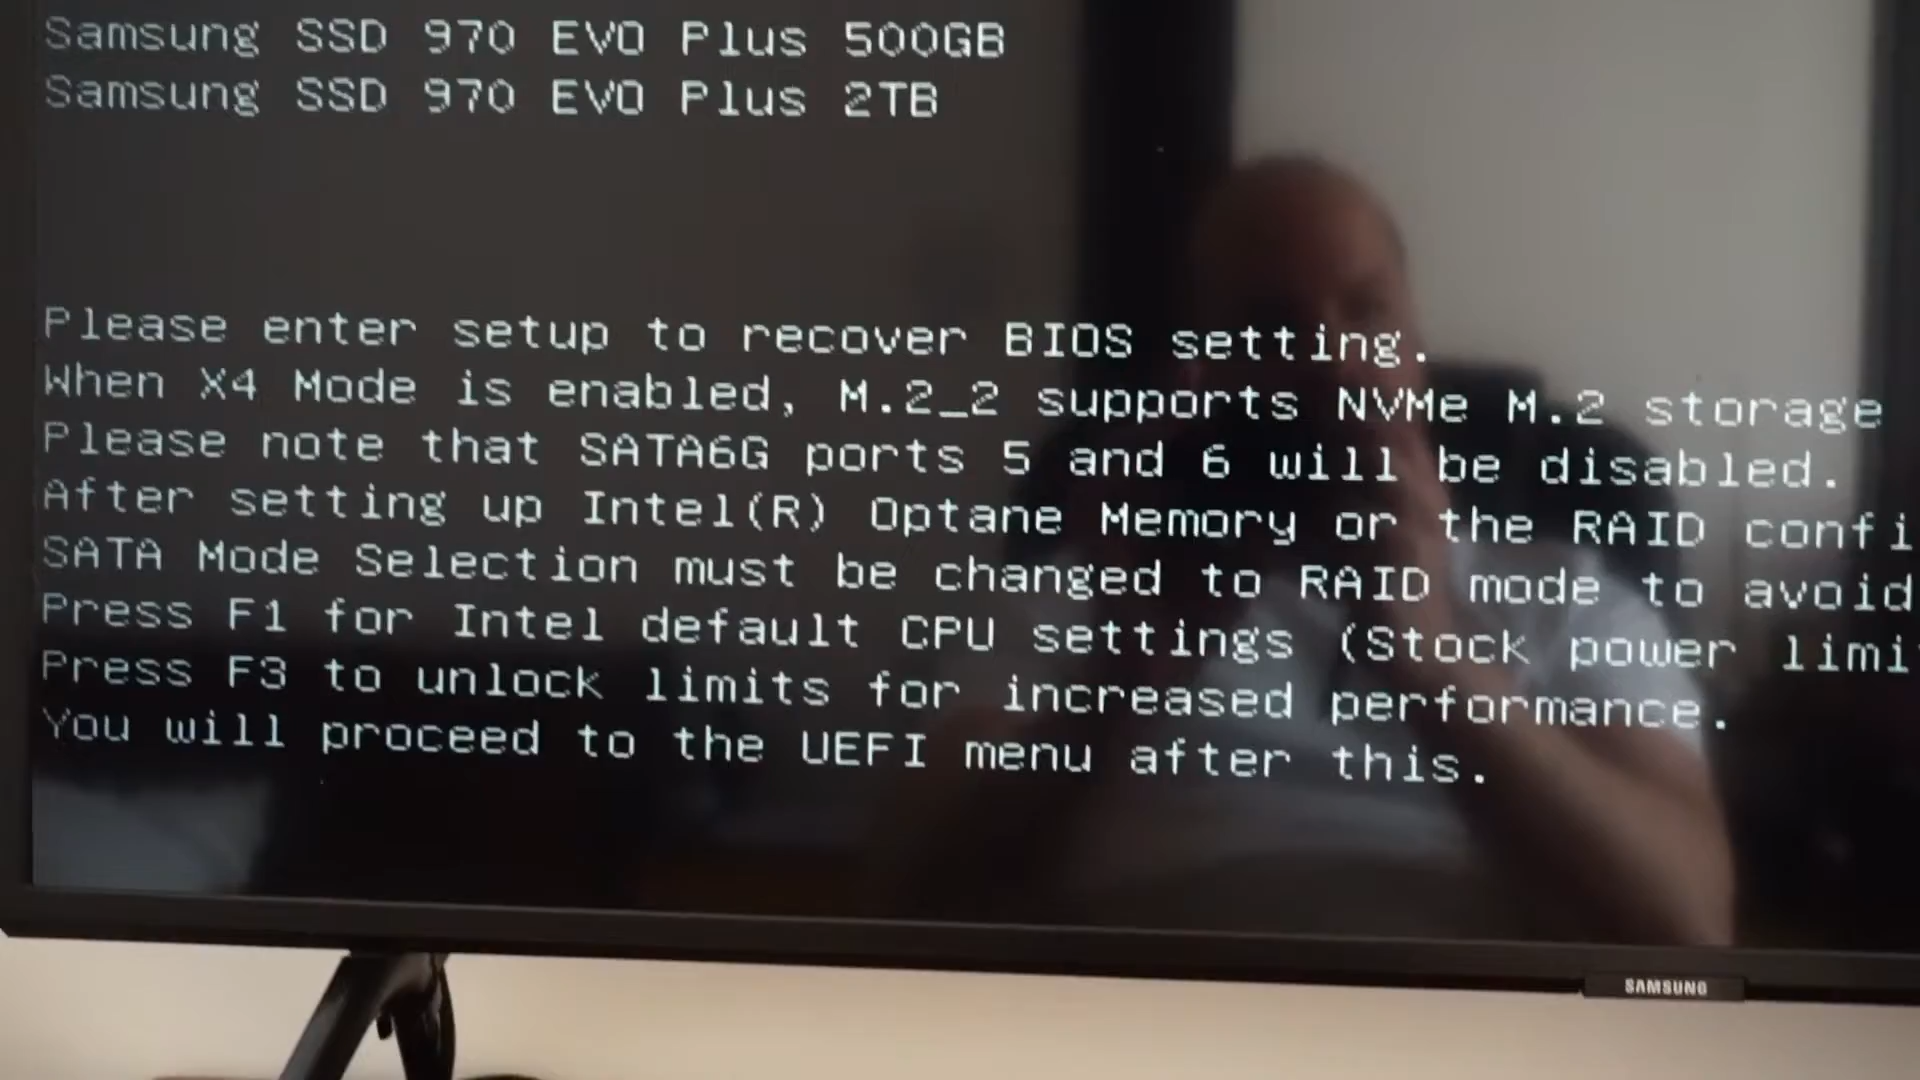 Samsung SSD 970 EVO Plus 500GB
Samsung SSD 970 EVO Plus 2TB
Please enter setup to recover BIOS setting.
When X4 Mode is enabled, M.2_2 supports NVMe M.2 storage
Please note that SATA6G ports 5 and 6 will be disabled.
After setting up Intel(R) Optane Memory or the RAID confi
SATA Mode Selection must be changed to RAID mode to avoid
Press F1 for Intel default CPU settings (Stock power limi
Press F3 to unlock limits for increased performance.
You will proceed to the UEFI menu after this.
SAMSUNG